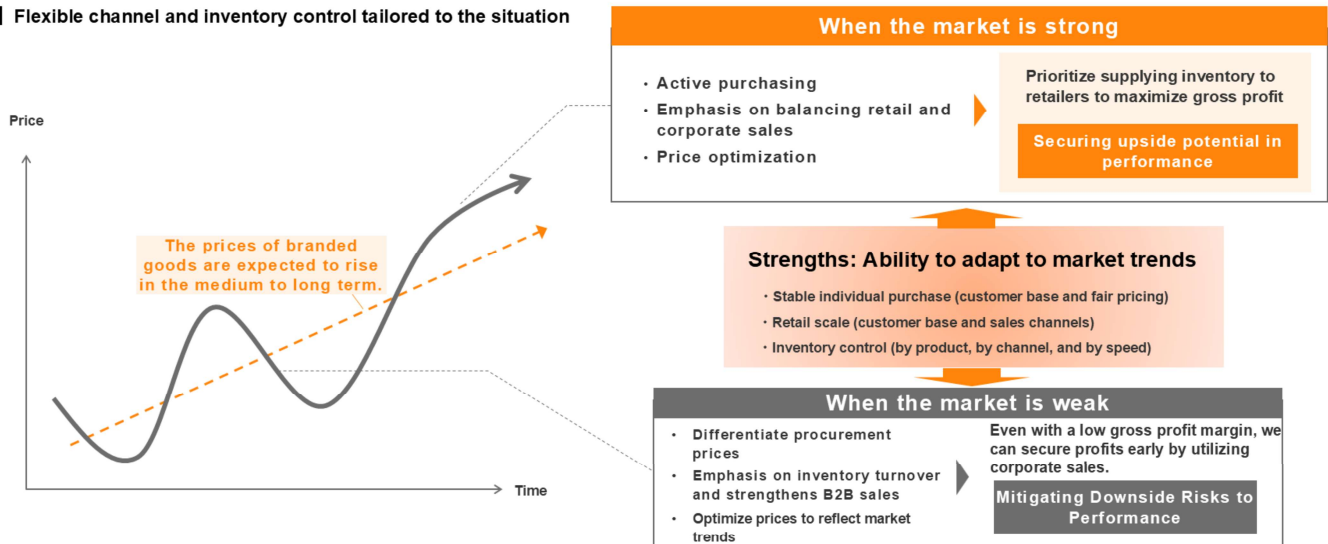 Flexible channel and inventory control tailored to the situation
Price
The prices of branded
goods are expected to rise
in the medium to long term.
Time
When the market is strong
・Active purchasing
・Emphasis on balancing retail and
corporate sales
・Price optimization
Prioritize supplying inventory to
retailers to maximize gross profit
Securing upside potential in
performance
Strengths: Ability to adapt to market trends
・Stable individual purchase (customer base and fair pricing)
・Retail scale (customer base and sales channels)
・Inventory control (by product, by channel, and by speed)
When the market is weak
• Differentiate procurement
prices
• Emphasis on inventory turnover
and strengthens B2B sales
• Optimize prices to reflect market
trends
Even with a low gross profit margin, we
can secure profits early by utilizing
corporate sales.
Mitigating Downside Risks to
Performance